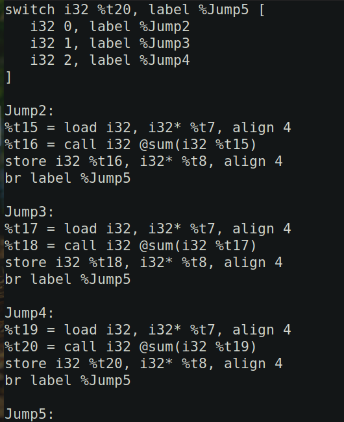 switch i32 %t20, label %Jump5 [
   i32 0, label %Jump2
   i32 1, label %Jump3
   i32 2, label %Jump4
]

Jump2:
%t15 = load i32, i32* %t7, align 4
%t16 = call i32 @sum(i32 %t15)
store i32 %t16, i32* %t8, align 4
br label %Jump5

Jump3:
%t17 = load i32, i32* %t7, align 4
%t18 = call i32 @sum(i32 %t17)
store i32 %t18, i32* %t8, align 4
br label %Jump5

Jump4:
%t19 = load i32, i32* %t7, align 4
%t20 = call i32 @sum(i32 %t19)
store i32 %t20, i32* %t8, align 4
br label %Jump5

Jump5: